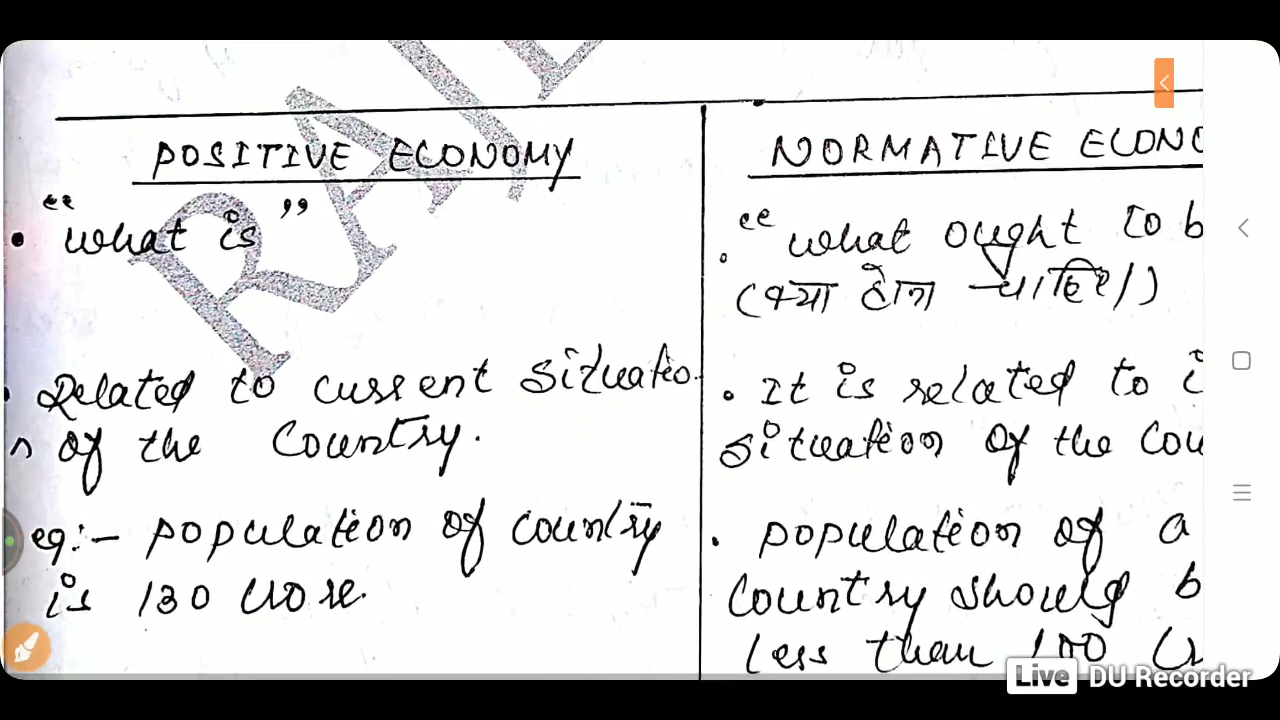 POSITIVE ECONOMY
• "what is"
• Related to current situatio
n of the country.
eg:- population of country
is 130 crore.
NORMATIVE ECONO
• "what ought to b
(क्या होना चाहिए।)
• It is related to i
situation of the cou
• population of a
country should b
less than 100 cr
Live DU Recorder